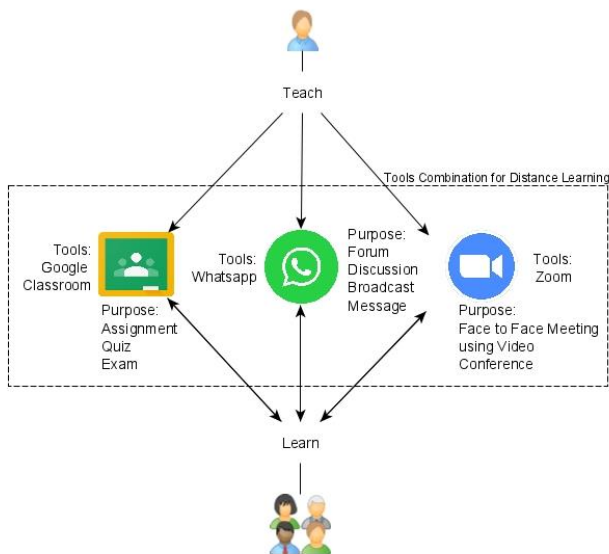 Teach
Tools Combination for Distance Learning
Tools:
Google
Classroom
Purpose:
Assignment
Quiz
Exam
Tools:
Whatsapp
Purpose:
Forum
Discussion
Broadcast
Message
Tools:
Zoom
Purpose:
Face to Face Meeting
using Video
Conference
Learn